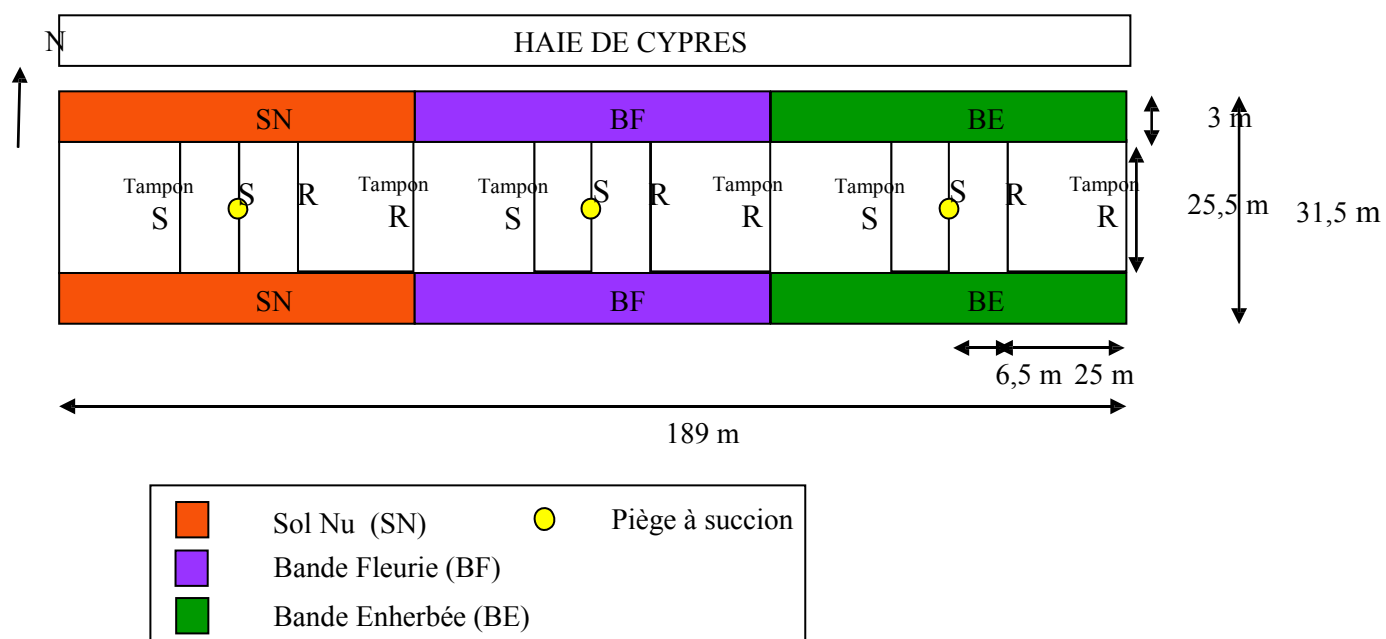 N
HAIE DE CYPRES
SN BF BE
3 m
Tampon S S R Tampon R Tampon S S R Tampon R Tampon S S R Tampon R
25,5 m
31,5 m
SN BF BE
6,5 m 25 m
189 m
Sol Nu (SN) Piège à succion
Bande Fleurie (BF)
Bande Enherbée (BE)